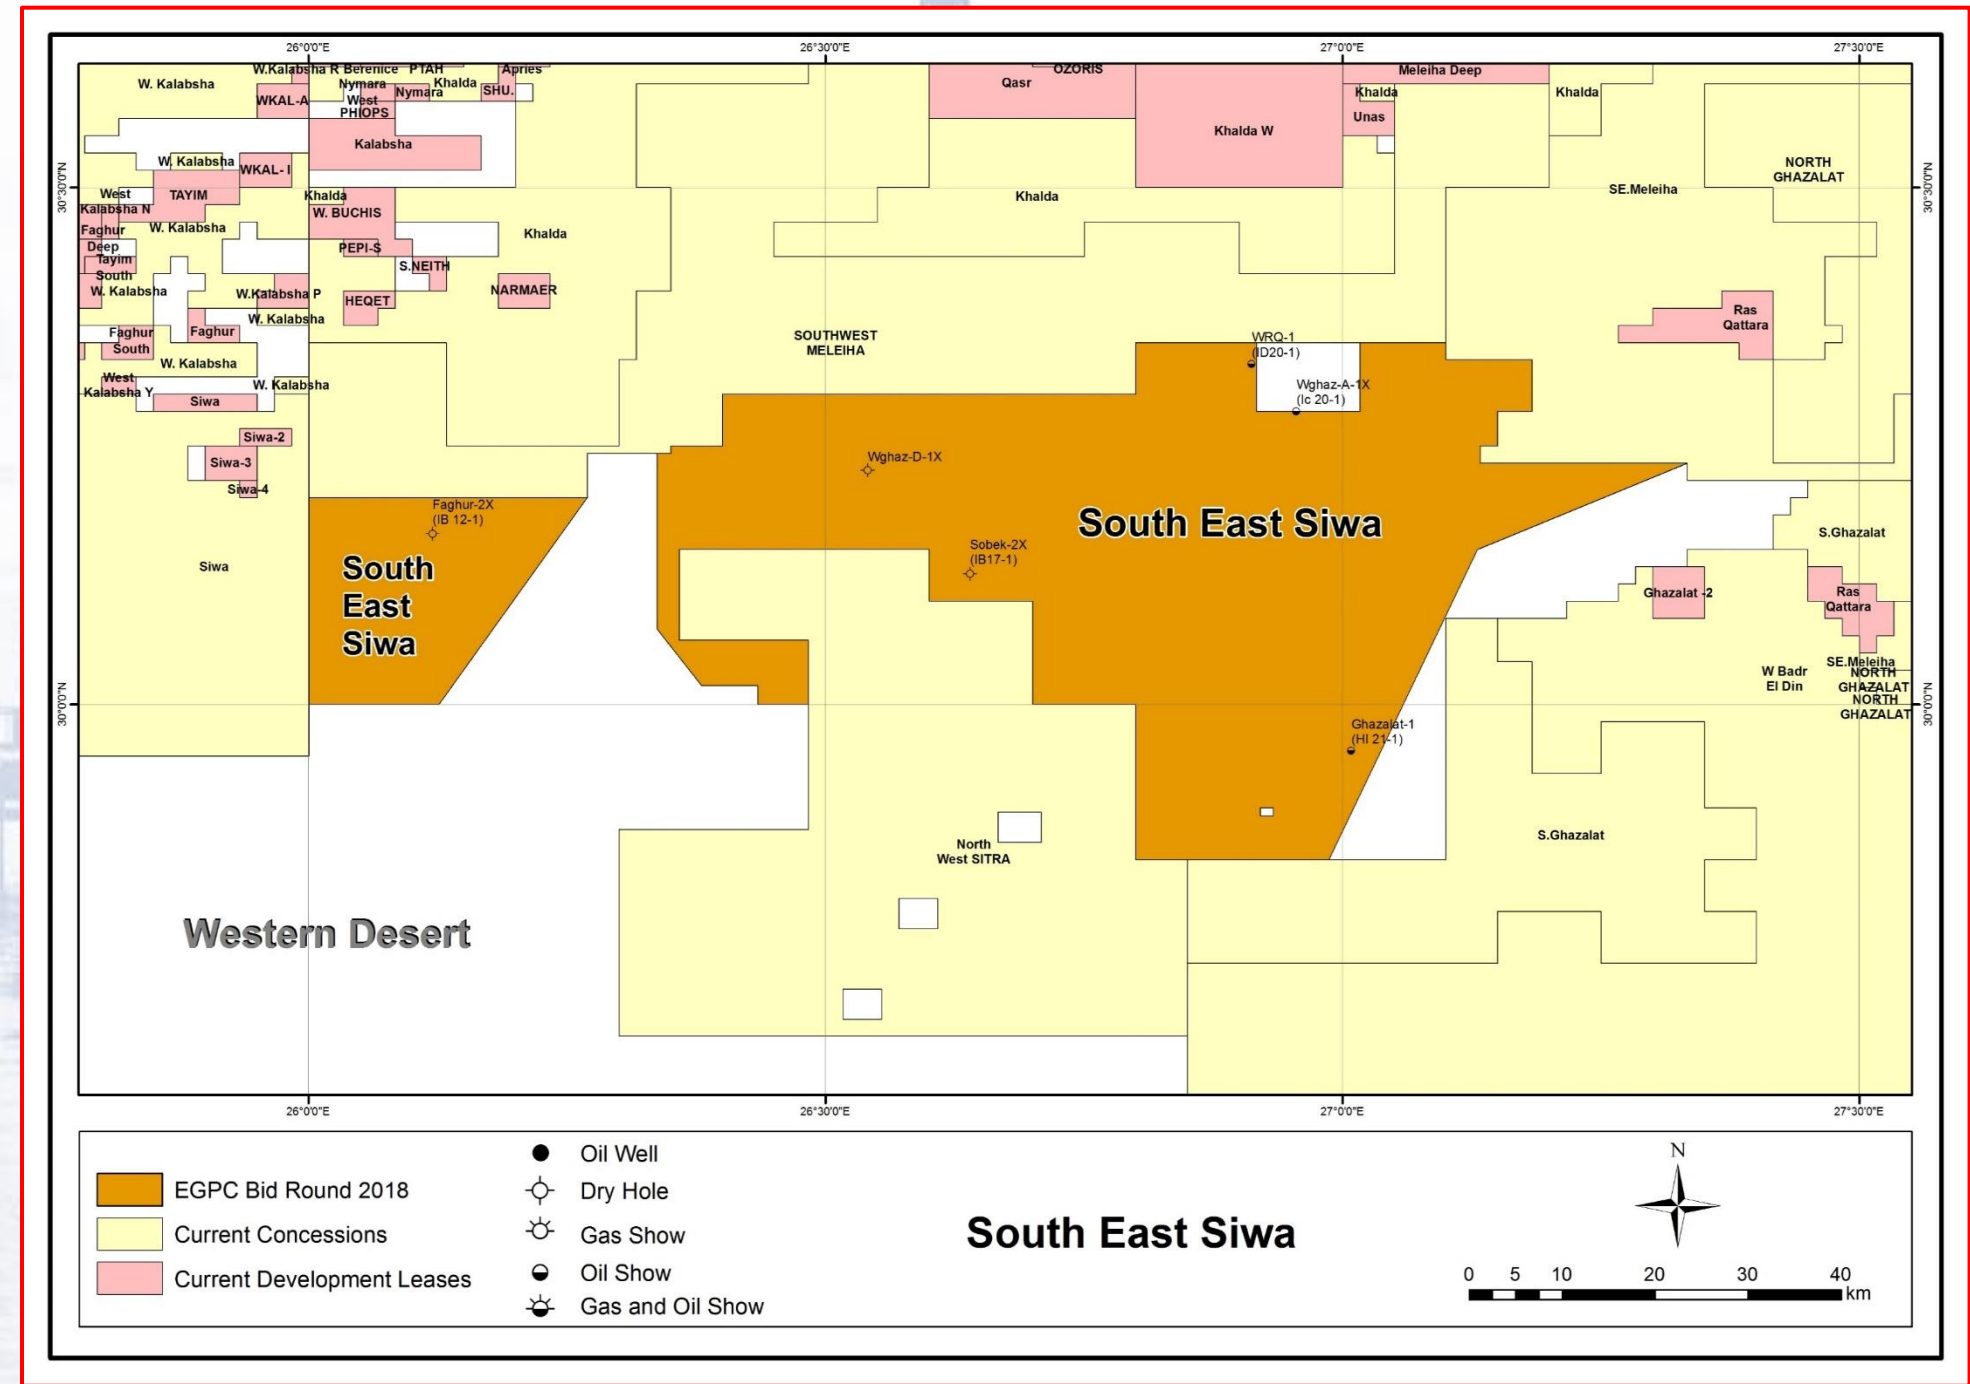 26°0'0"E
26°30'0"E
27°0'0"E
27°30'0"E
W. Kalabsha
W.Kalabsha R
Berenice
PTAH
Apries
OZORIS
Meleiha Deep
WKAL-A
Nymara
West
PHIOPS
Nymara
Khalda
SHU.
Qasr
Khalda
Unas
Khalda
Kalabsha
Khalda W
30°30'0"N
W. Kalabsha
WKAL- I
West
Kalabsha N
TAYIM
Khalda
W. BUCHIS
Khalda
SE.Meleiha
NORTH
GHAZALAT
30°30'0"N
Faghur
Deep
W. Kalabsha
PEPI-S
Khalda
Tayim
South
S.NEITH
W. Kalabsha
W.Kalabsha P
HEQET
NARMAER
W. Kalabsha
Faghur
South
Faghur
SOUTHWEST
MELEIHA
WRQ-1
(ID20-1)
Ras
Qattara
W. Kalabsha
West
Kalabsha Y
W. Kalabsha
Siwa
Wghaz-A-1X
(Ic 20-1)
Siwa-2
Siwa-3
Siwa-4
Wghaz-D-1X
Faghur-2X
(IB 12-1)
South East Siwa
Sobek-2X
(IB17-1)
S.Ghazalat
Siwa
South
East
Siwa
Ghazalat -2
Ras
Qattara
SE.Meleiha
W Badr
El Din
NORTH
GHAZALAT
NORTH
GHAZALAT
30°0'0"N
30°0'0"N
Ghazalat-1
(HI 21-1)
North
West SITRA
S.Ghazalat
Western Desert
26°0'0"E
26°30'0"E
27°0'0"E
27°30'0"E
EGPC Bid Round 2018
Current Concessions
Current Development Leases
Oil Well
Dry Hole
Gas Show
Oil Show
Gas and Oil Show
South East Siwa
N
0 5 10 20 30 40
km